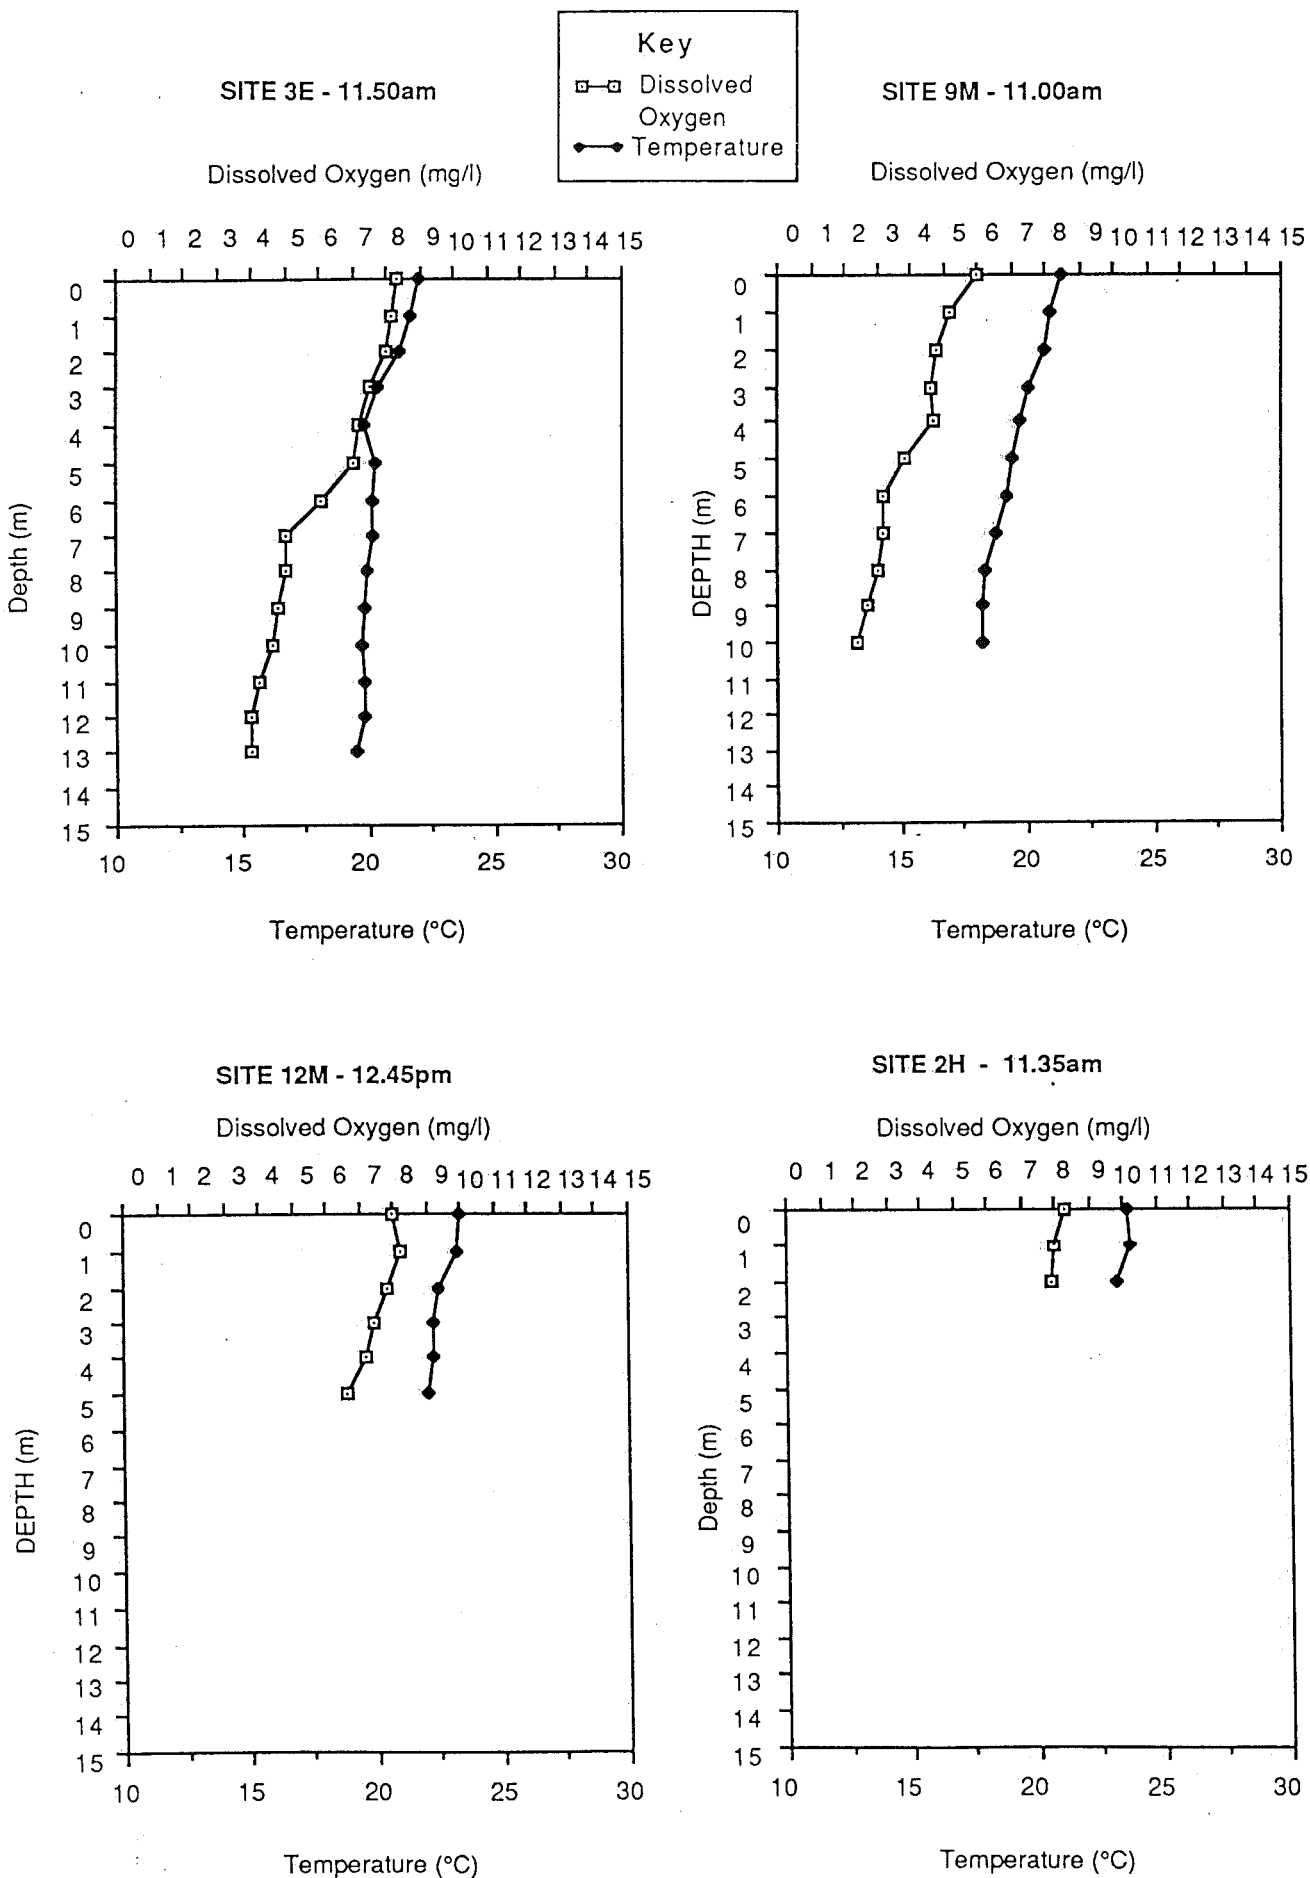 Key
Dissolved
Oxygen
Temperature
SITE 3E - 11.50am
Dissolved Oxygen (mg/l)
0 1 2 3 4 5 6 7 8 9 10 11 12 13 14 15
0
1
2
3
4
5
6
7
8
9
10
11
12
13
14
15
Depth (m)
10 15 20 25 30
Temperature (°C)
SITE 9M - 11.00am
Dissolved Oxygen (mg/l)
0 1 2 3 4 5 6 7 8 9 10 11 12 13 14 15
0
1
2
3
4
5
6
7
8
9
10
11
12
13
14
15
DEPTH (m)
10 15 20 25 30
Temperature (°C)
SITE 12M - 12.45pm
Dissolved Oxygen (mg/l)
0 1 2 3 4 5 6 7 8 9 10 11 12 13 14 15
0
1
2
3
4
5
6
7
8
9
10
11
12
13
14
15
DEPTH (m)
10 15 20 25 30
Temperature (°C)
SITE 2H - 11.35am
Dissolved Oxygen (mg/l)
0 1 2 3 4 5 6 7 8 9 10 11 12 13 14 15
0
1
2
3
4
5
6
7
8
9
10
11
12
13
14
15
Depth (m)
10 15 20 25 30
Temperature (°C)